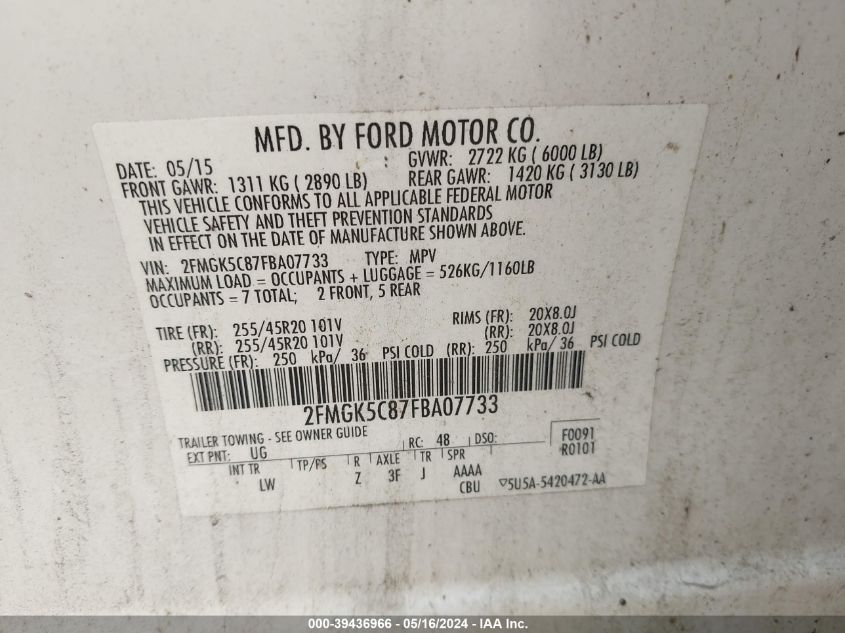 MFD. BY FORD MOTOR CO.
DATE: 05/15 GVWR: 2722 KG ( 6000 LB)
FRONT GAWR: 1311 KG ( 2890 LB) REAR GAWR: 1420 KG ( 3130 LB)
THIS VEHICLE CONFORMS TO ALL APPLICABLE FEDERAL MOTOR
VEHICLE SAFETY AND THEFT PREVENTION STANDARDS
IN EFFECT ON THE DATE OF MANUFACTURE SHOWN ABOVE.
VIN: 2FMGK5C87FBA07733 TYPE: MPV
MAXIMUM LOAD = OCCUPANTS + LUGGAGE = 526KG/1160LB
OCCUPANTS = 7 TOTAL; 2 FRONT, 5 REAR
TIRE (FR): 255/45R20 101V RIMS (FR): 20X8.0J
(RR): 255/45R20 101V (RR): 20X8.0J
PRESSURE (FR): 250 kPa/ 36 PSI COLD (RR): 250 kPa/ 36 PSI COLD
2FMGK5C87FBA07733
TRAILER TOWING - SEE OWNER GUIDE
EXT PNT: UG RC: 48 DSO: F0091
R0101
INT TR TP/PS R AXLE TR SPR
LW Z 3F J AAAA
CBU ▽5U5A-5420472-AA
000-39436966 - 05/16/2024 - IAA Inc.